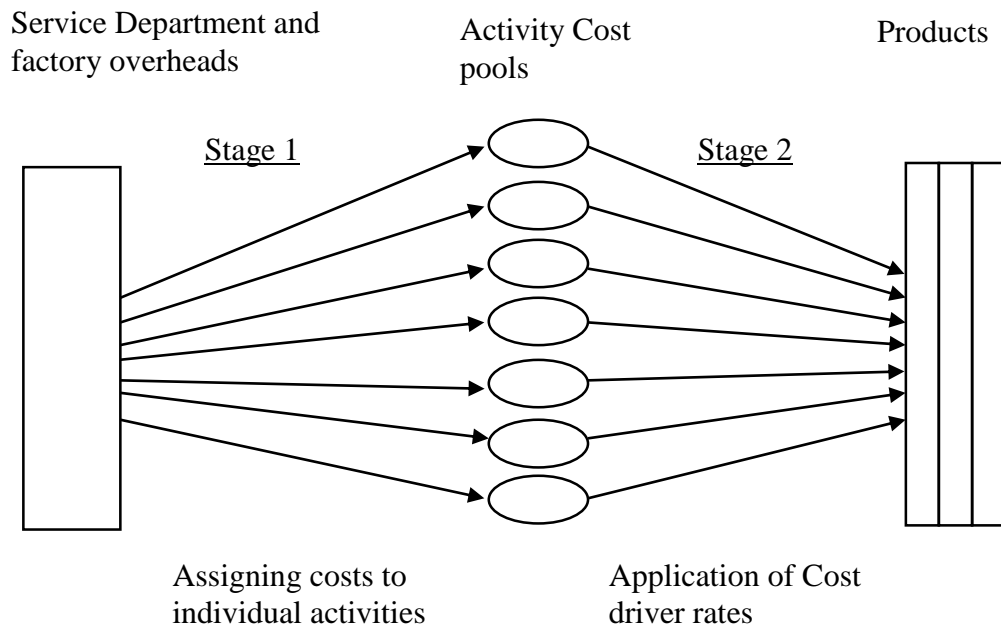 Service Department and
factory overheads
Activity Cost
pools
Products
Stage 1
Stage 2
Assigning costs to
individual activities
Application of Cost
driver rates